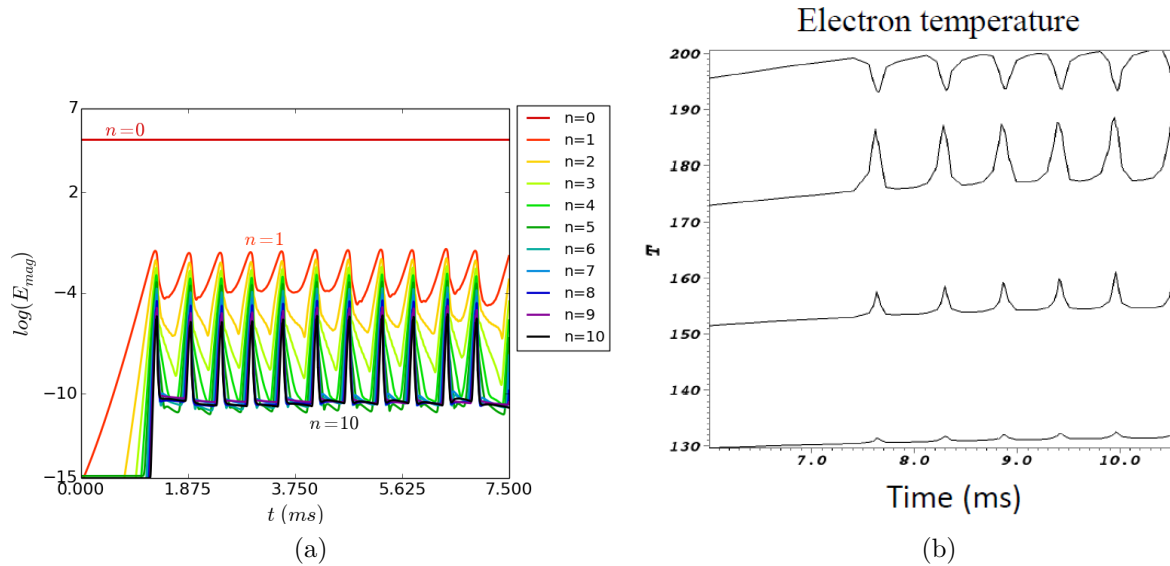 Electron temperature
7
2
−4
−10
−15
log(E_mag)
n=0
n=1
n=10
0.000 1.875 3.750 5.625 7.500
t (ms)
n=0
n=1
n=2
n=3
n=4
n=5
n=6
n=7
n=8
n=9
n=10
(a)
200
190
180
170
160
150
140
130
T
7.0 8.0 9.0 10.0
Time (ms)
(b)